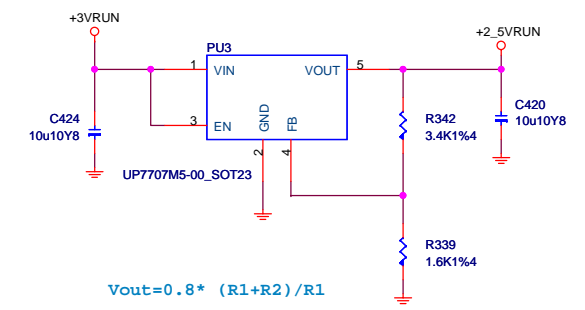 +3VRUN
+2_5VRUN
PU3
1
VIN
VOUT
5
C424
10u10Y8
3
EN
GND
FB
2
4
R342
3.4K1%4
C420
10u10Y8
UP7707M5-00_SOT23
R339
1.6K1%4
Vout=0.8* (R1+R2)/R1